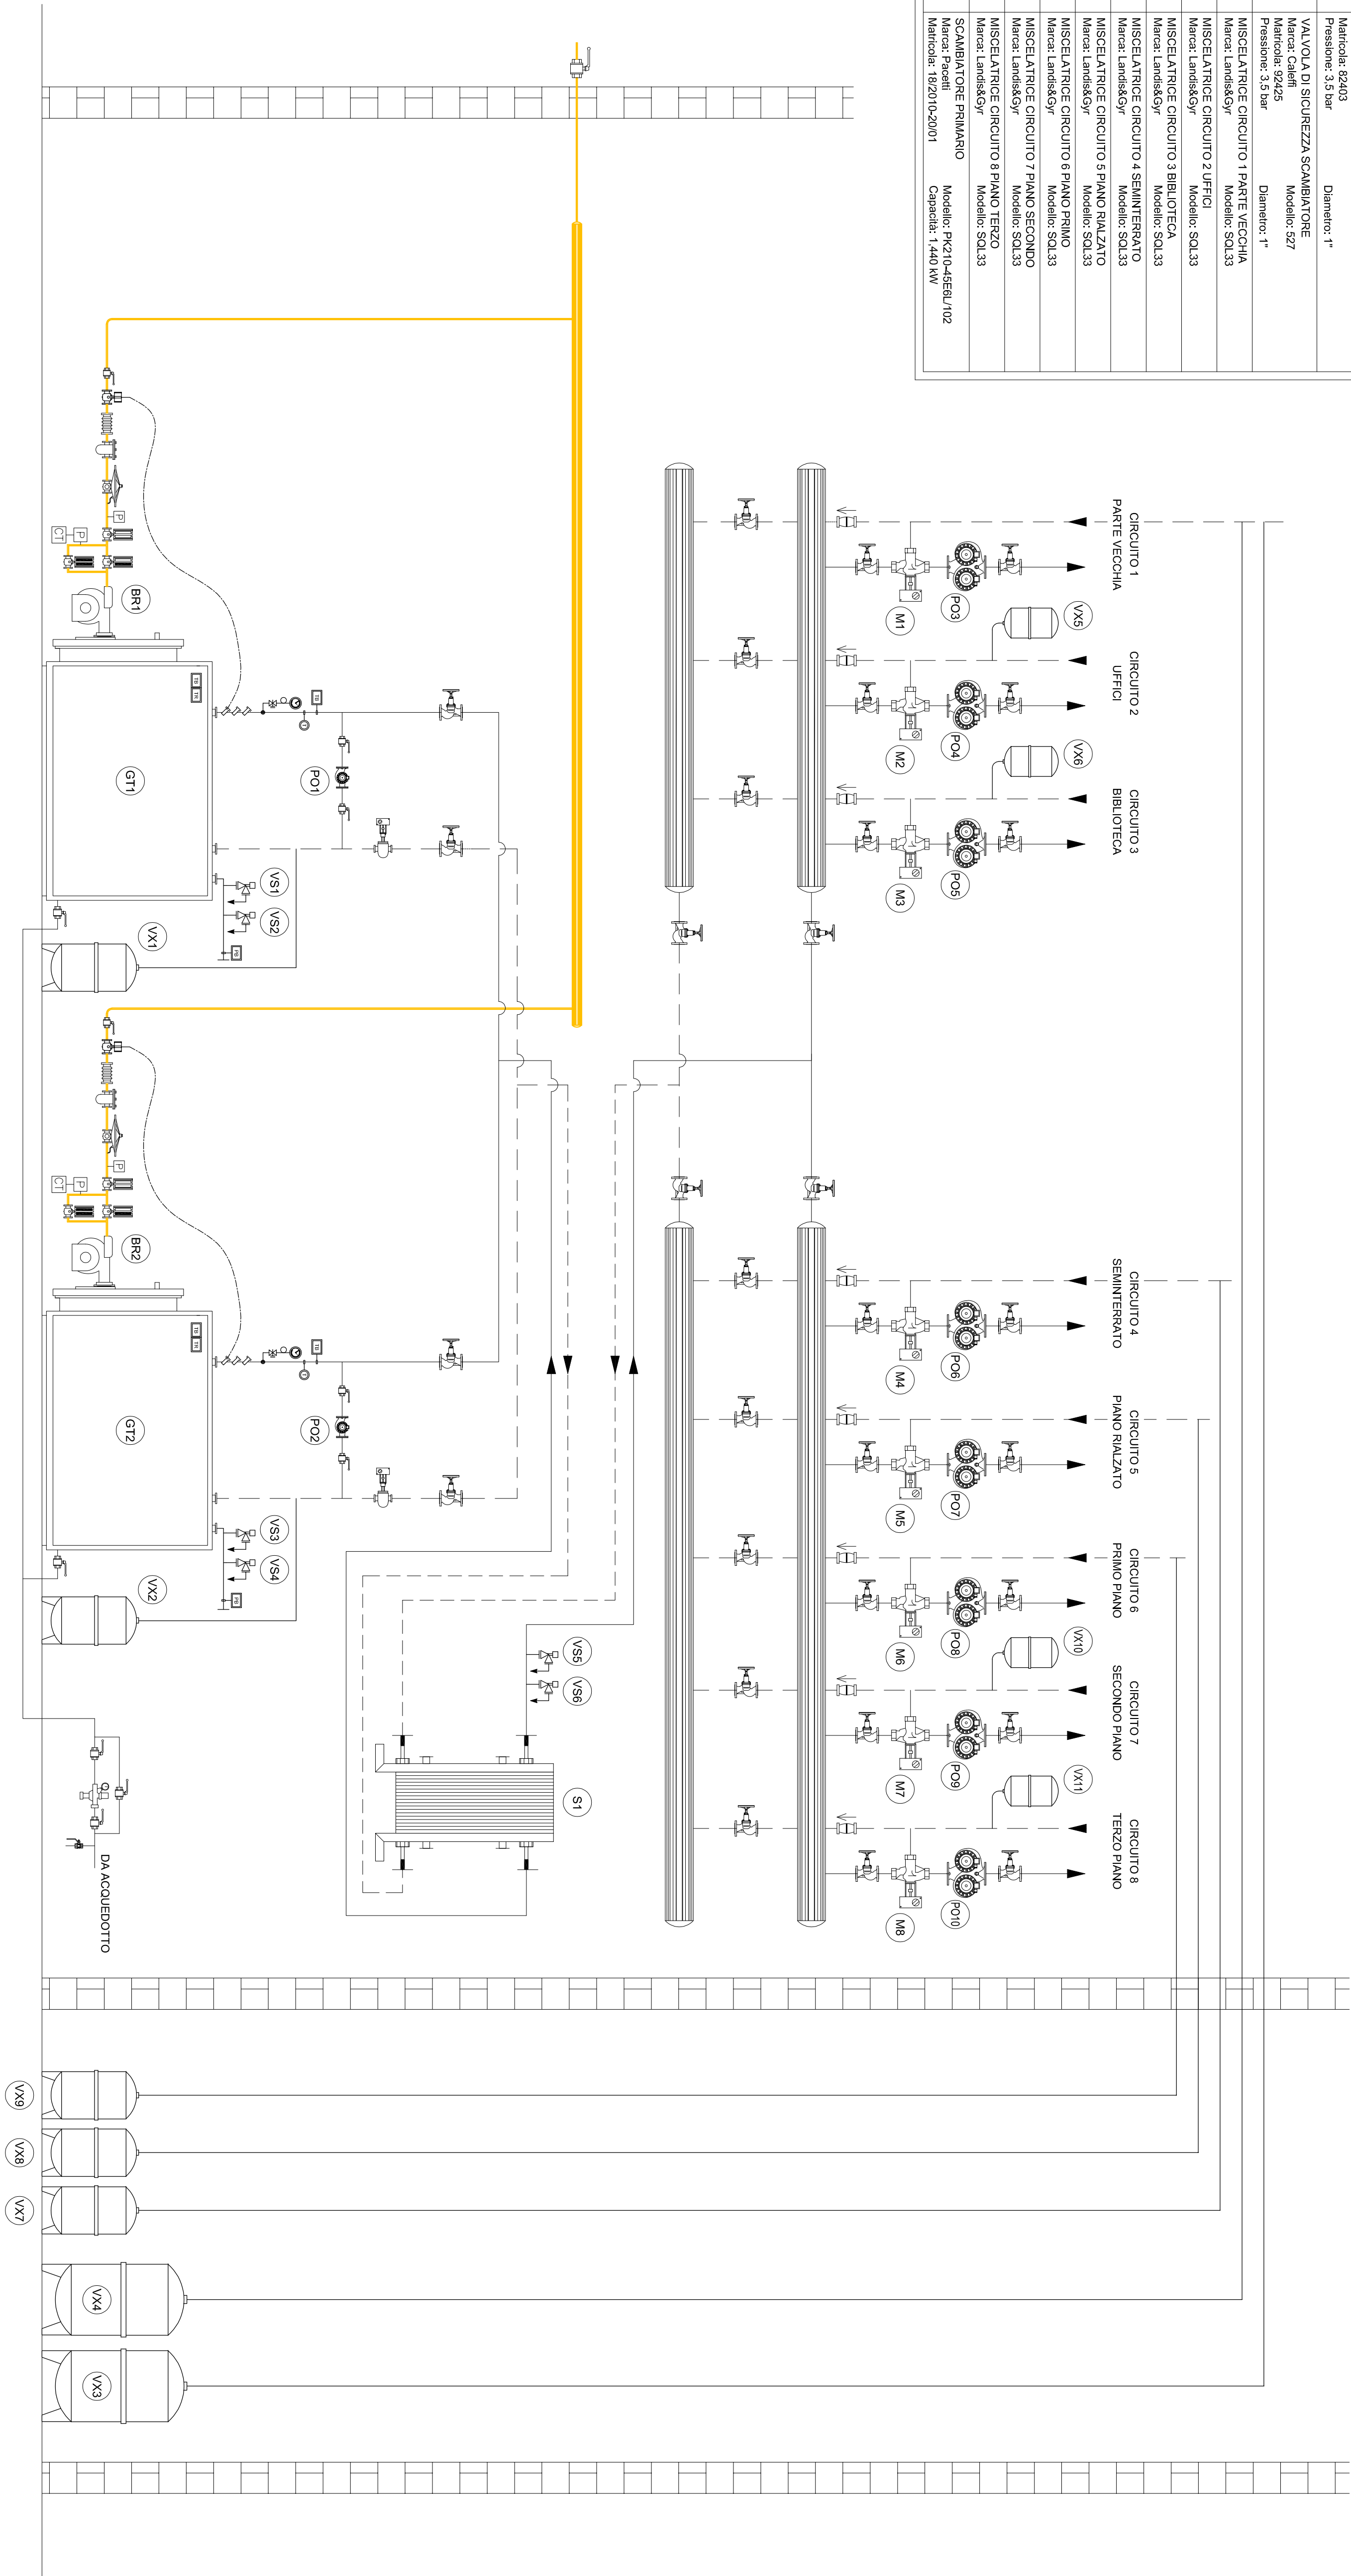 Matricola: 82403
Pressione: 3,5 bar Diametro: 1"
VALVOLA DI SICUREZZA SCAMBIATORE
Marca: Caleffi Modello: 527
Matricola: 92425
Pressione: 3,5 bar Diametro: 1"
MISCELATRICE CIRCUITO 1 PARTE VECCHIA
Marca: Landis&Gyr Modello: SQL33
MISCELATRICE CIRCUITO 2 UFFICI
Marca: Landis&Gyr Modello: SQL33
MISCELATRICE CIRCUITO 3 BIBLIOTECA
Marca: Landis&Gyr Modello: SQL33
MISCELATRICE CIRCUITO 4 SEMINTERRATO
Marca: Landis&Gyr Modello: SQL33
MISCELATRICE CIRCUITO 5 PIANO RIALZATO
Marca: Landis&Gyr Modello: SQL33
MISCELATRICE CIRCUITO 6 PIANO PRIMO
Marca: Landis&Gyr Modello: SQL33
MISCELATRICE CIRCUITO 7 PIANO SECONDO
Marca: Landis&Gyr Modello: SQL33
MISCELATRICE CIRCUITO 8 PIANO TERZO
Marca: Landis&Gyr Modello: SQL33
SCAMBIATORE PRIMARIO
Marca: Pacetti Modello: PK210-45E6L/102
Matricola: 18/2010-20/01 Capacità: 1,440 kW
CIRCUITO 1
PARTE VECCHIA
CIRCUITO 2
UFFICI
CIRCUITO 3
BIBLIOTECA
CIRCUITO 4
SEMINTERRATO
CIRCUITO 5
PIANO RIALZATO
CIRCUITO 6
PRIMO PIANO
CIRCUITO 7
SECONDO PIANO
CIRCUITO 8
TERZO PIANO
VX5
VX6
VX10
VX11
PO3
PO4
PO5
PO6
PO7
PO8
PO9
PO10
M1
M2
M3
M4
M5
M6
M7
M8
VS5
VS6
S1
PO1
PO2
TB
TB
VS1
VS2
PB
VS3
VS4
PB
TB TR
TB TR
BR1
GT1
VX1
BR2
GT2
VX2
P
P
CT
P
P
CT
DA ACQUEDOTTO
VX4
VX3
VX9
VX8
VX7